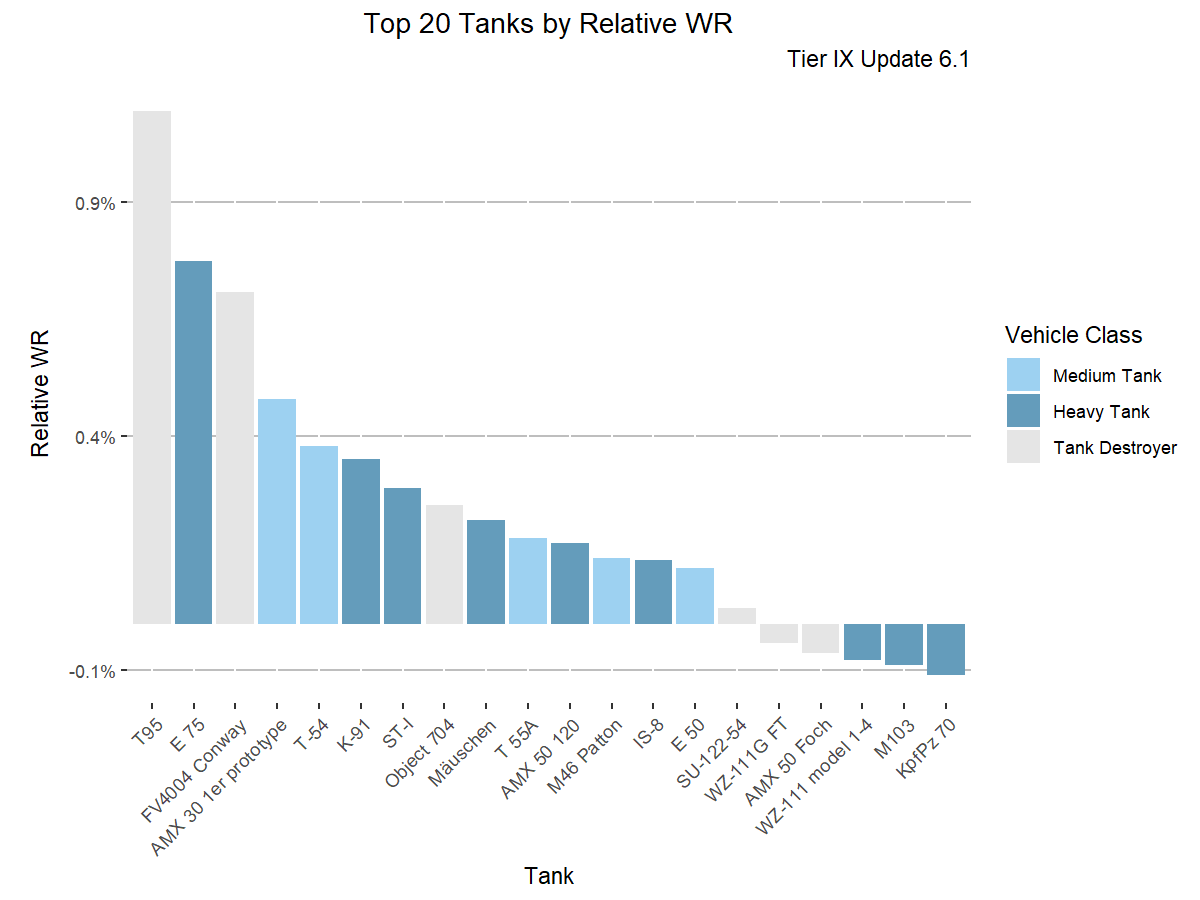 Top 20 Tanks by Relative WR
Tier IX Update 6.1
0.9%
0.4%
-0.1%
Relative WR
T95
E 75
FV4004 Conway
AMX 30 1er prototype
T-54
K-91
ST-I
Object 704
Mäuschen
T 55A
AMX 50 120
M46 Patton
IS-8
E 50
SU-122-54
WZ-111G FT
AMX 50 Foch
WZ-111 model 1-4
M103
KpfPz 70
Tank
Vehicle Class
Medium Tank
Heavy Tank
Tank Destroyer